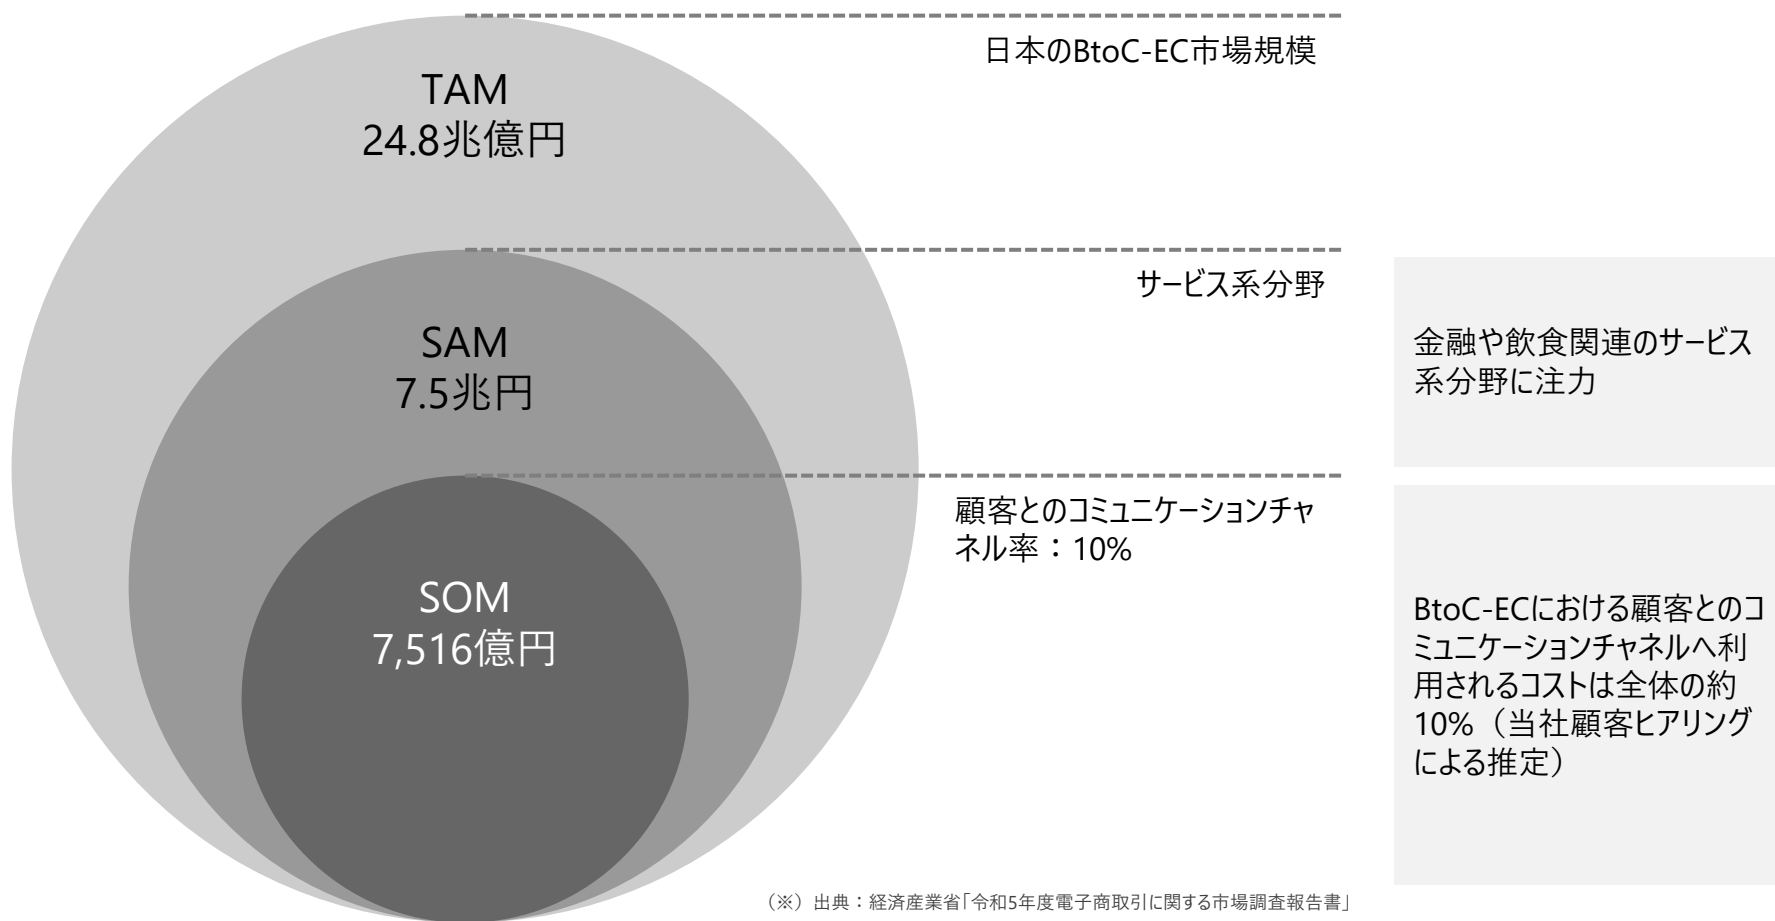 日本のBtoC-EC市場規模
TAM
24.8兆億円
サービス系分野
SAM
7.5兆円
金融や飲食関連のサービス
系分野に注力
顧客とのコミュニケーションチャ
ネル率：10%
SOM
7,516億円
BtoC-ECにおける顧客とのコ
ミュニケーションチャネルへ利
用されるコストは全体の約
10%（当社顧客ヒアリング
による推定）
（※）出典：経済産業省「令和5年度電子商取引に関する市場調査報告書」